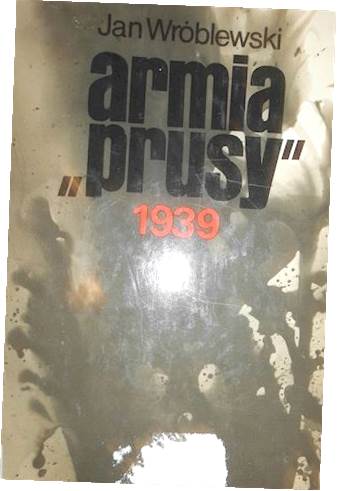 Jan Wróblewski
armia
„prusy"
1939